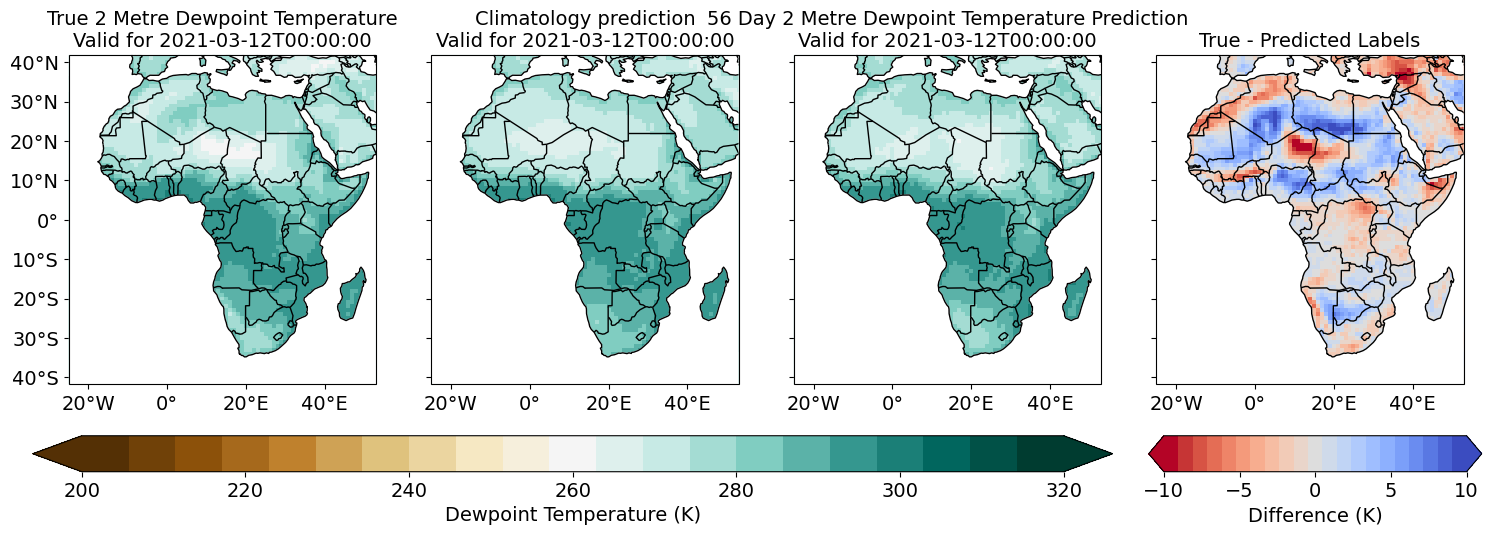 True 2 Metre Dewpoint Temperature
Valid for 2021-03-12T00:00:00
Climatology prediction  56 Day 2 Metre Dewpoint Temperature Prediction
Valid for 2021-03-12T00:00:00
Valid for 2021-03-12T00:00:00
True - Predicted Labels
40°N
30°N
20°N
10°N
0°
10°S
20°S
30°S
40°S
20°W 0° 20°E 40°E
20°W 0° 20°E 40°E
20°W 0° 20°E 40°E
20°W 0° 20°E 40°E
200 220 240 260 280 300 320
Dewpoint Temperature (K)
−10 −5 0 5 10
Difference (K)